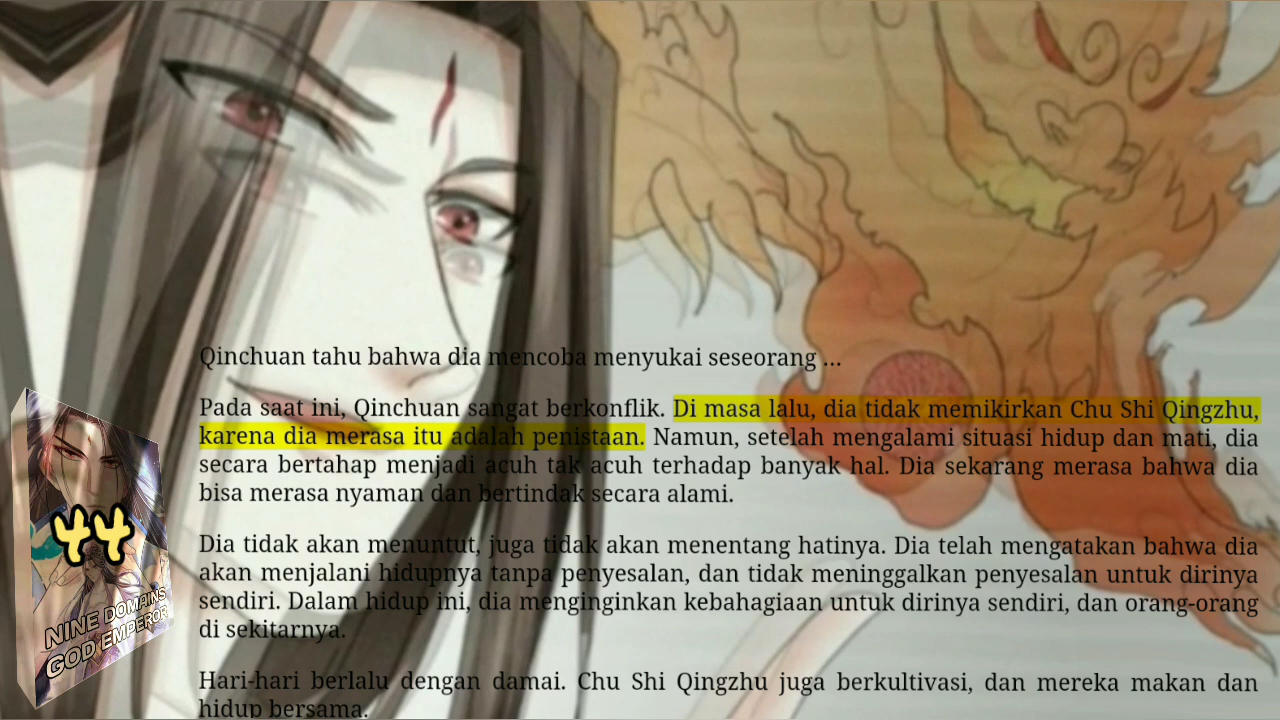 Qinchuan tahu bahwa dia mencoba menyukai seseorang ...
Pada saat ini, Qinchuan sangat berkonflik. Di masa lalu, dia tidak memikirkan Chu Shi Qingzhu,
karena dia merasa itu adalah penistaan. Namun, setelah mengalami situasi hidup dan mati, dia
secara bertahap menjadi acuh tak acuh terhadap banyak hal. Dia sekarang merasa bahwa dia
bisa merasa nyaman dan bertindak secara alami.
Dia tidak akan menuntut, juga tidak akan menentang hatinya. Dia telah mengatakan bahwa dia
akan menjalani hidupnya tanpa penyesalan, dan tidak meninggalkan penyesalan untuk dirinya
sendiri. Dalam hidup ini, dia menginginkan kebahagiaan untuk dirinya sendiri, dan orang-orang
di sekitarnya.
Hari-hari berlalu dengan damai. Chu Shi Qingzhu juga berkultivasi, dan mereka makan dan
hidup bersama.
44
NINE DOMAINS
GOD EMPEROR